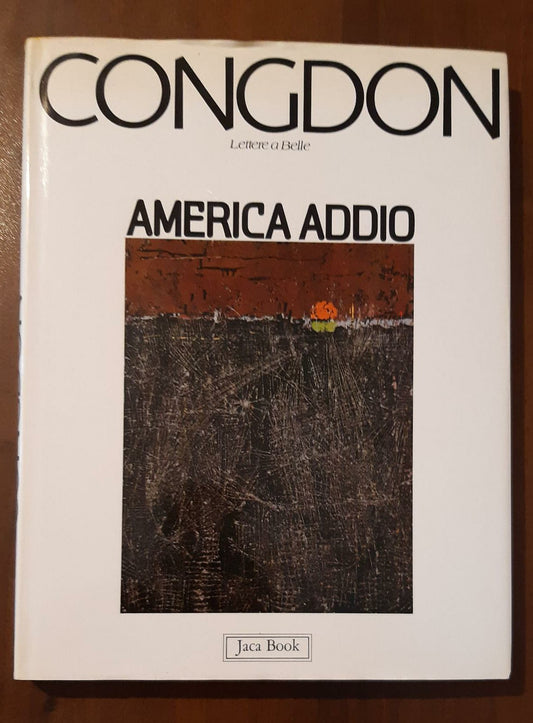 CONGDON
Lettere a Belle
AMERICA ADDIO
Jaca Book